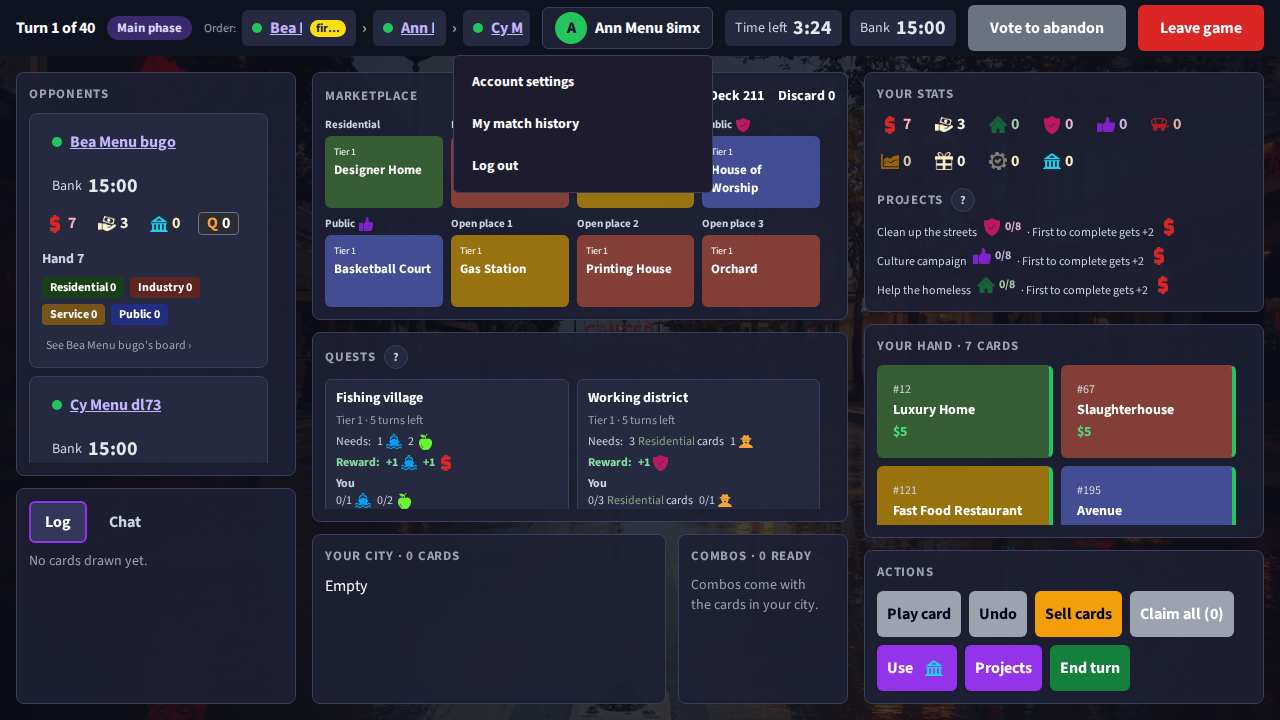 Turn 1 of 40 Main phase Order: Bea fir... › Ann › Cy M A Ann Menu 8imx Time left 3:24 Bank 15:00 Vote to abandon Leave game
Account settings
My match history
Log out
OPPONENTS
Bea Menu bugo
Bank 15:00
7 3 0 Q 0
Hand 7
Residential 0 Industry 0
Service 0 Public 0
See Bea Menu bugo's board ›
Cy Menu dl73
Bank 15:00
Log Chat
No cards drawn yet.
MARKETPLACE Deck 211 Discard 0
Residential
Tier 1
Designer Home
Tier 1
House of Worship
Public Open place 1 Open place 2 Open place 3
Tier 1 Tier 1 Tier 1 Tier 1
Basketball Court Gas Station Printing House Orchard
QUESTS ?
Fishing village
Tier 1 · 5 turns left
Needs: 1 2
Reward: +1 +1
You
0/1 0/2
Working district
Tier 1 · 5 turns left
Needs: 3 Residential cards 1
Reward: +1
You
0/3 Residential cards 0/1
YOUR CITY · 0 CARDS
Empty
COMBOS · 0 READY
Combos come with
the cards in your city.
YOUR STATS
7 3 0 0 0 0
0 0 0 0
PROJECTS ?
Clean up the streets 0/8 · First to complete gets +2
Culture campaign 0/8 · First to complete gets +2
Help the homeless 0/8 · First to complete gets +2
YOUR HAND · 7 CARDS
#12
Luxury Home
$5
#67
Slaughterhouse
$5
#121
Fast Food Restaurant
#195
Avenue
ACTIONS
Play card Undo Sell cards Claim all (0)
Use Projects End turn